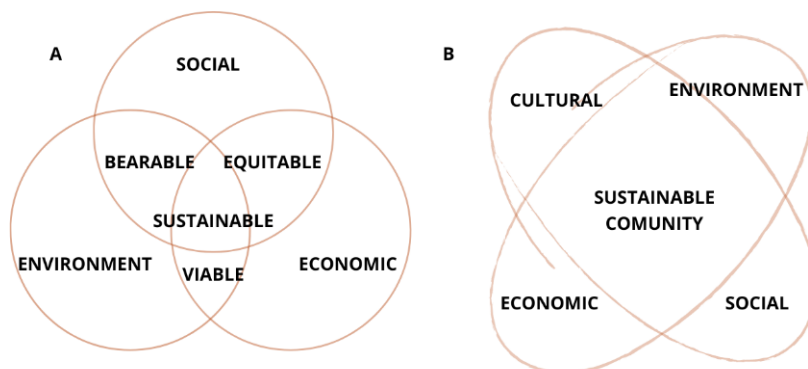 A
SOCIAL
BEARABLE
EQUITABLE
SUSTAINABLE
ENVIRONMENT
VIABLE
ECONOMIC
B
CULTURAL
ENVIRONMENT
SUSTAINABLE
COMUNITY
ECONOMIC
SOCIAL